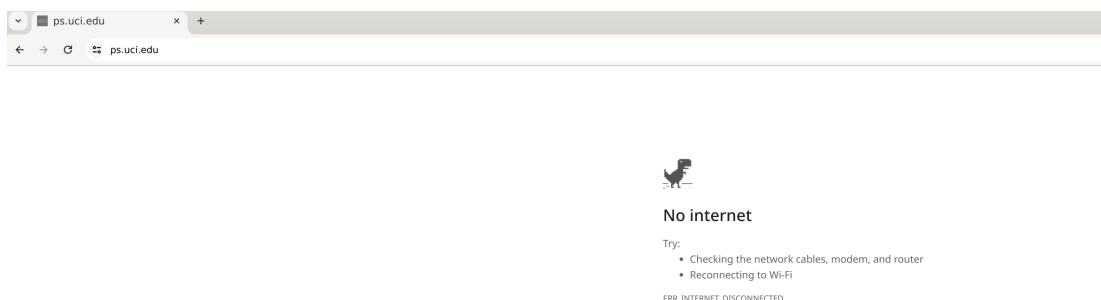 ps.uci.edu
ps.uci.edu
No internet
Try:
Checking the network cables, modem, and router
Reconnecting to Wi-Fi
ERR_INTERNET_DISCONNECTED